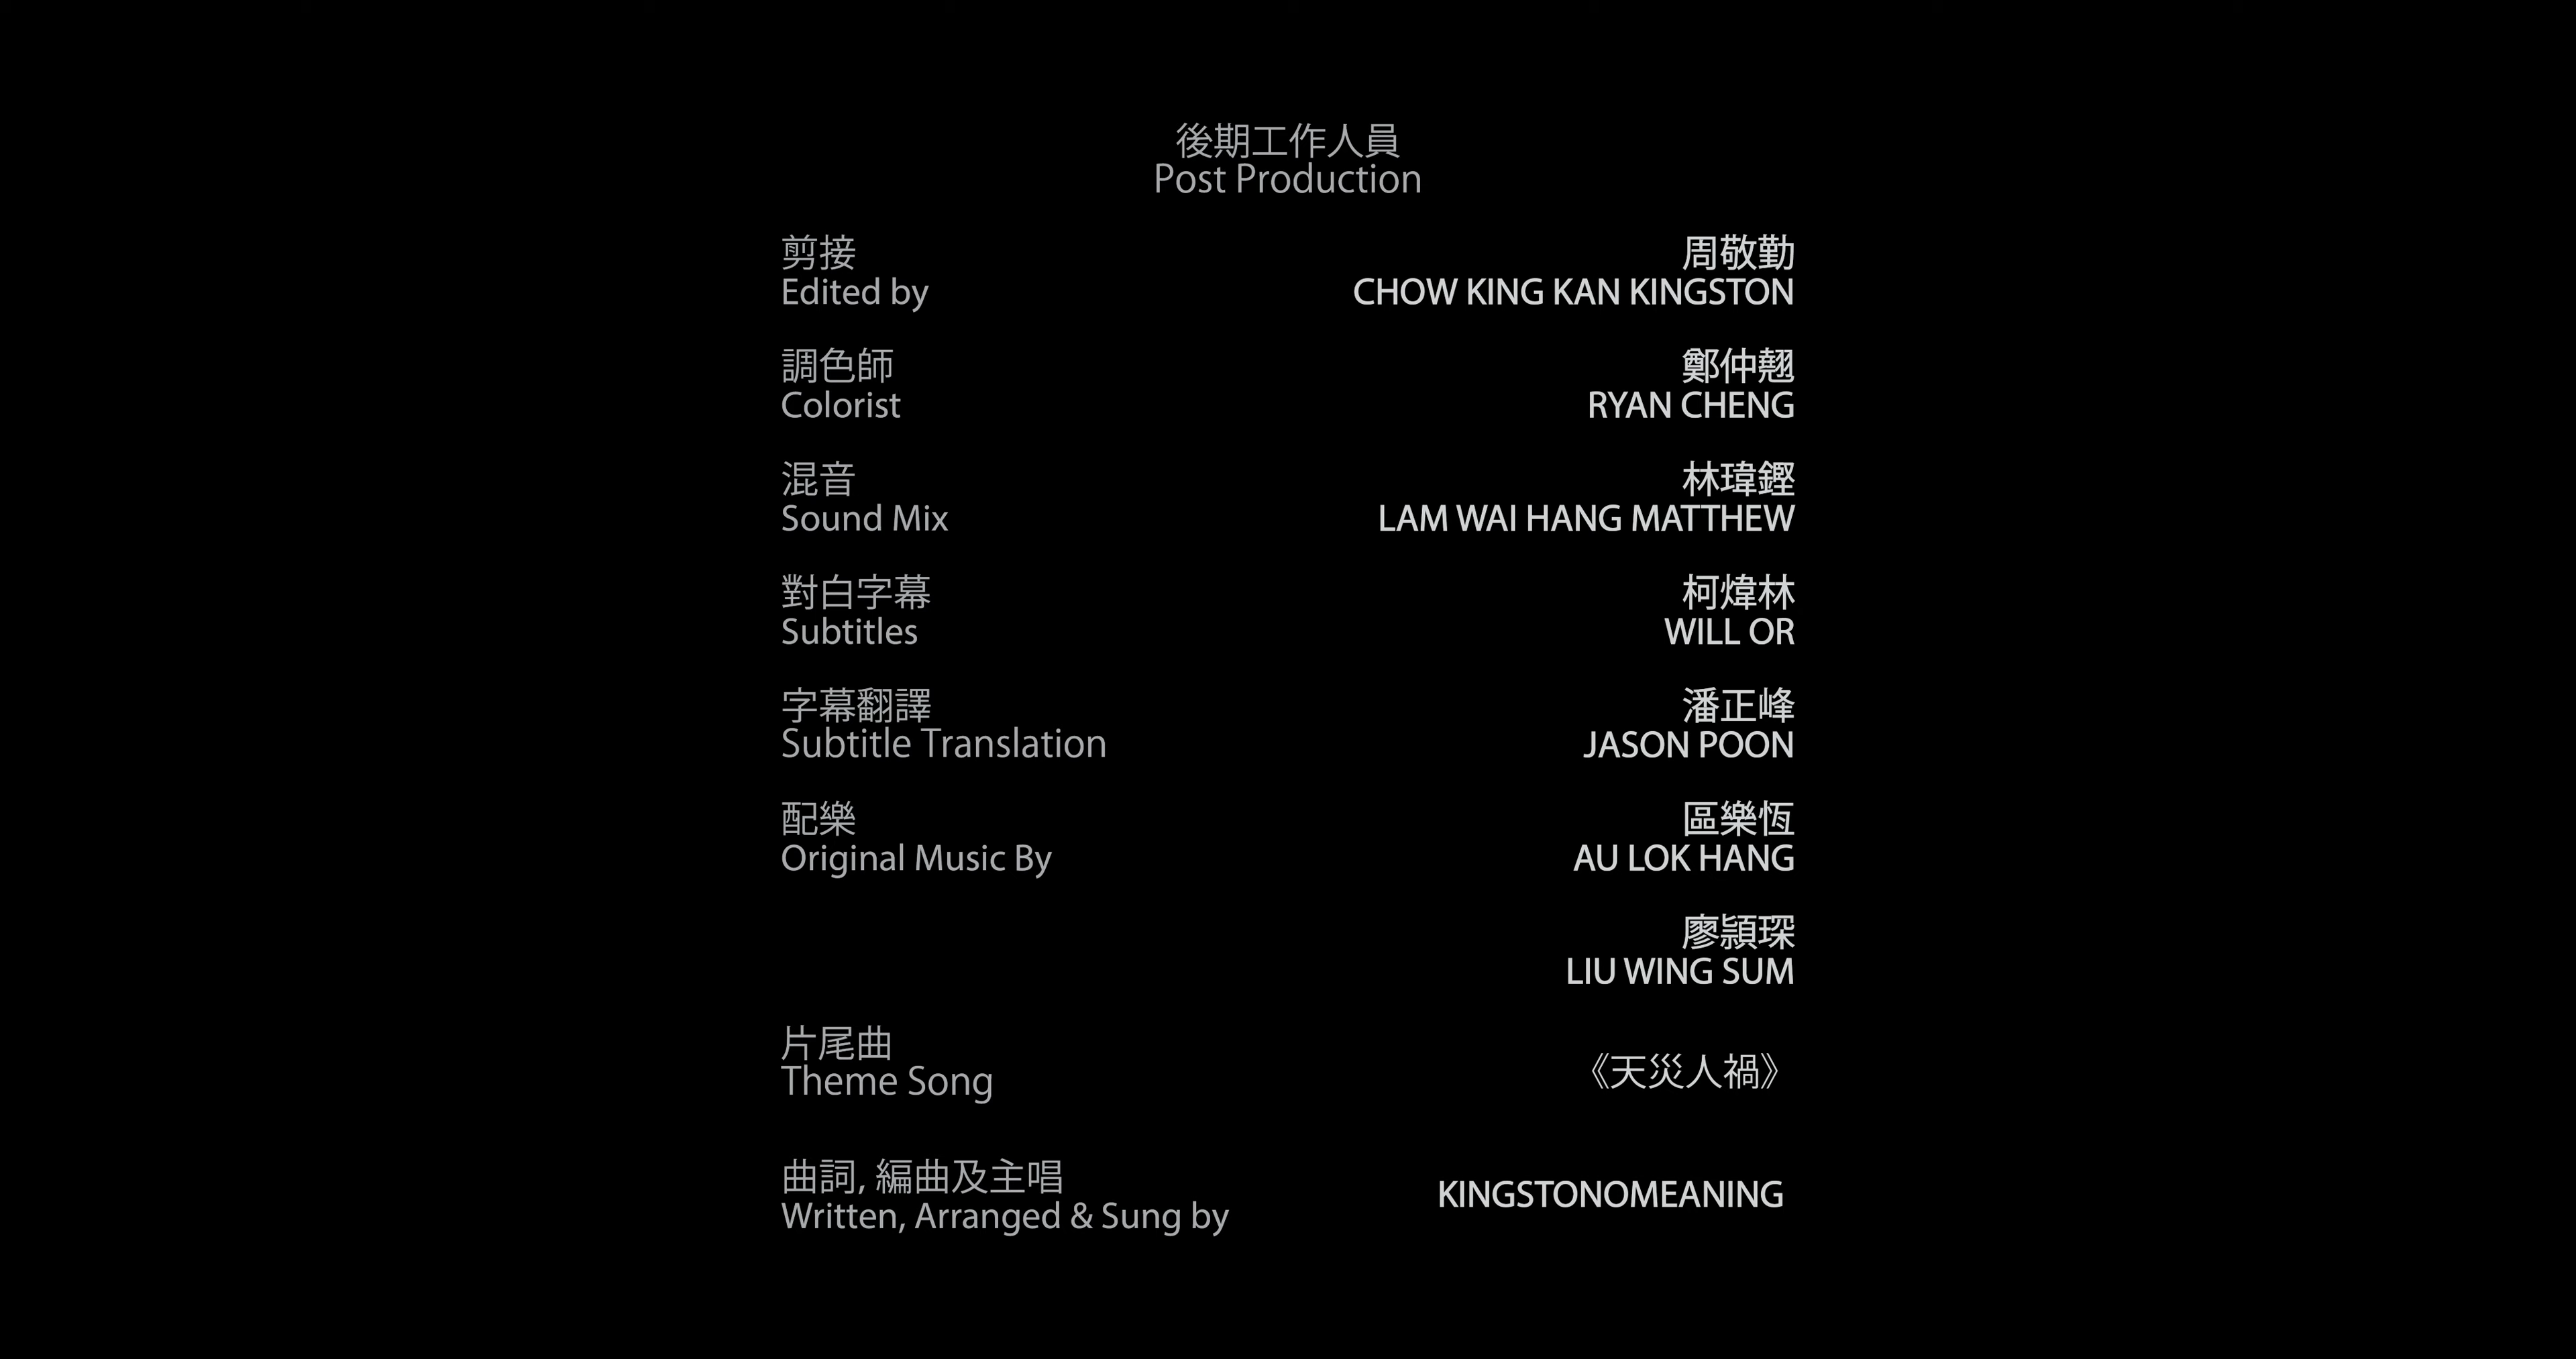 後期工作人員
Post Production
剪接
周敬勤
Edited by
CHOW KING KAN KINGSTON
調色師
鄭仲翹
Colorist
RYAN CHENG
混音
林瑋鏗
Sound Mix
LAM WAI HANG MATTHEW
對白字幕
柯煒林
Subtitles
WILL OR
字幕翻譯
潘正峰
Subtitle Translation
JASON POON
配樂
區樂恆
Original Music By
AU LOK HANG
廖頴琛
LIU WING SUM
片尾曲
Theme Song
《天災人禍》
曲詞, 編曲及主唱
Written, Arranged & Sung by
KINGSTONOMEANING